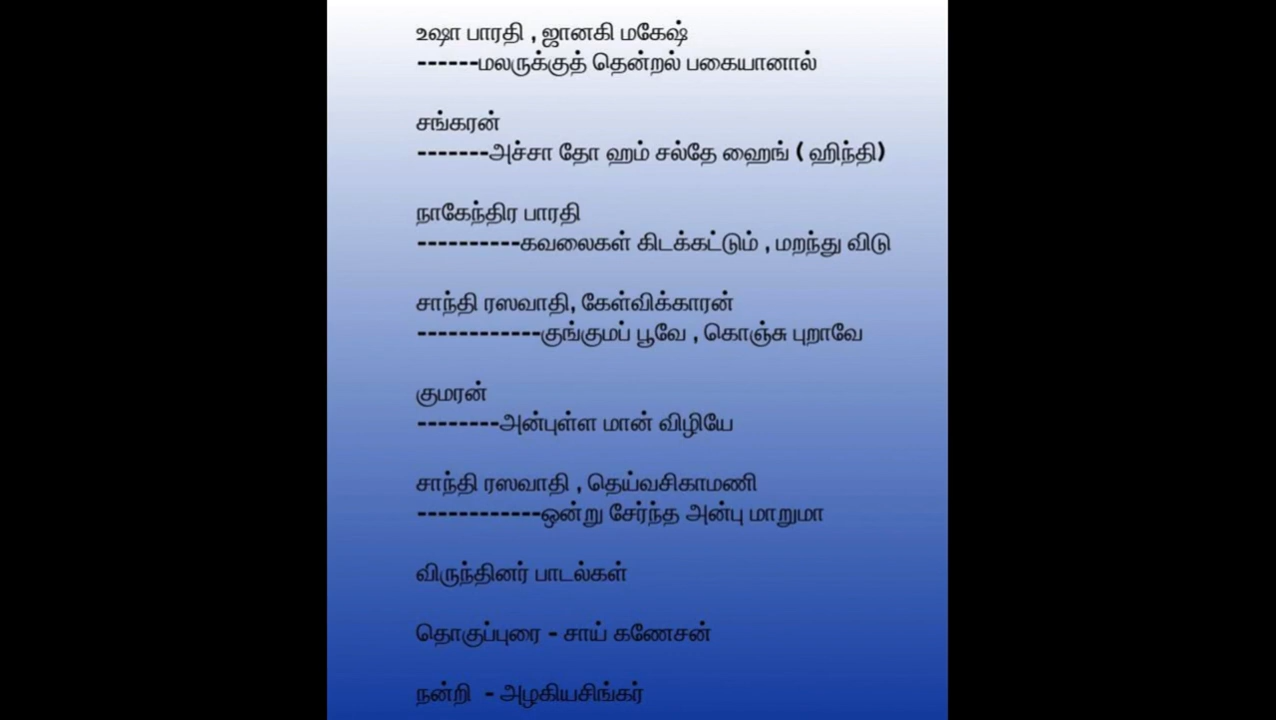 உஷா பாரதி , ஜானகி மகேஷ்
------மலருக்குத் தென்றல் பகையானால்
சங்கரன்
-------அச்சா தோ ஹம் சல்தே ஹைங் ( ஹிந்தி)
நாகேந்திர பாரதி
----------கவலைகள் கிடக்கட்டும் , மறந்து விடு
சாந்தி ரஸவாதி, கேள்விக்காரன்
------------குங்குமப் பூவே , கொஞ்சு புறாவே
குமரன்
--------அன்புள்ள மான் விழியே
சாந்தி ரஸவாதி , தெய்வசிகாமணி
------------ஒன்று சேர்ந்த அன்பு மாறுமா
விருந்தினர் பாடல்கள்
தொகுப்புரை - சாய் கணேசன்
நன்றி - அழகியசிங்கர்